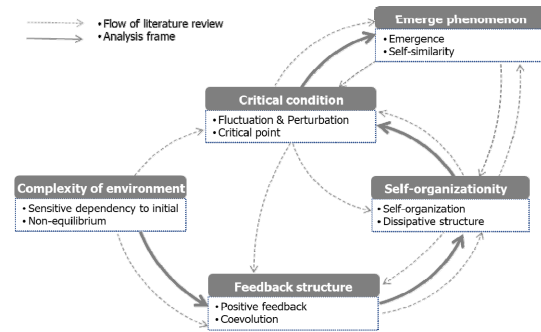 • Flow of literature review
• Analysis frame
Emerge phenomenon
• Emergence
• Self-similarity
Critical condition
• Fluctuation & Perturbation
• Critical point
Complexity of environment
• Sensitive dependency to initial
• Non-equilibrium
Self-organizationity
• Self-organization
• Dissipative structure
Feedback structure
• Positive feedback
• Coevolution